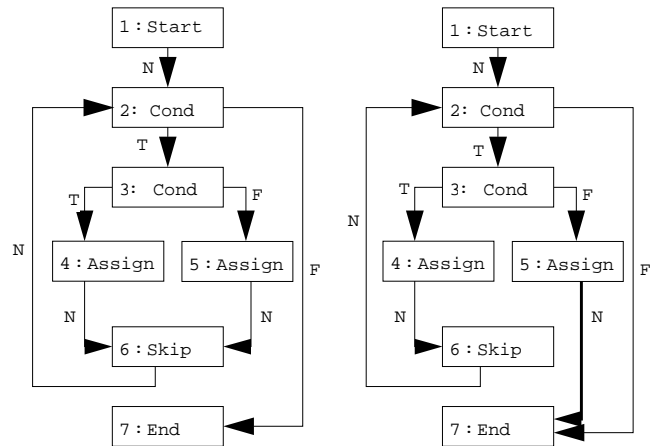 1:Start
N
2: Cond
T
3: Cond
T
F
4:Assign
5:Assign
N
F
N
N
6:Skip
7:End
1:Start
N
2: Cond
T
3: Cond
T
F
4:Assign
5:Assign
N
F
N
N
6:Skip
7:End